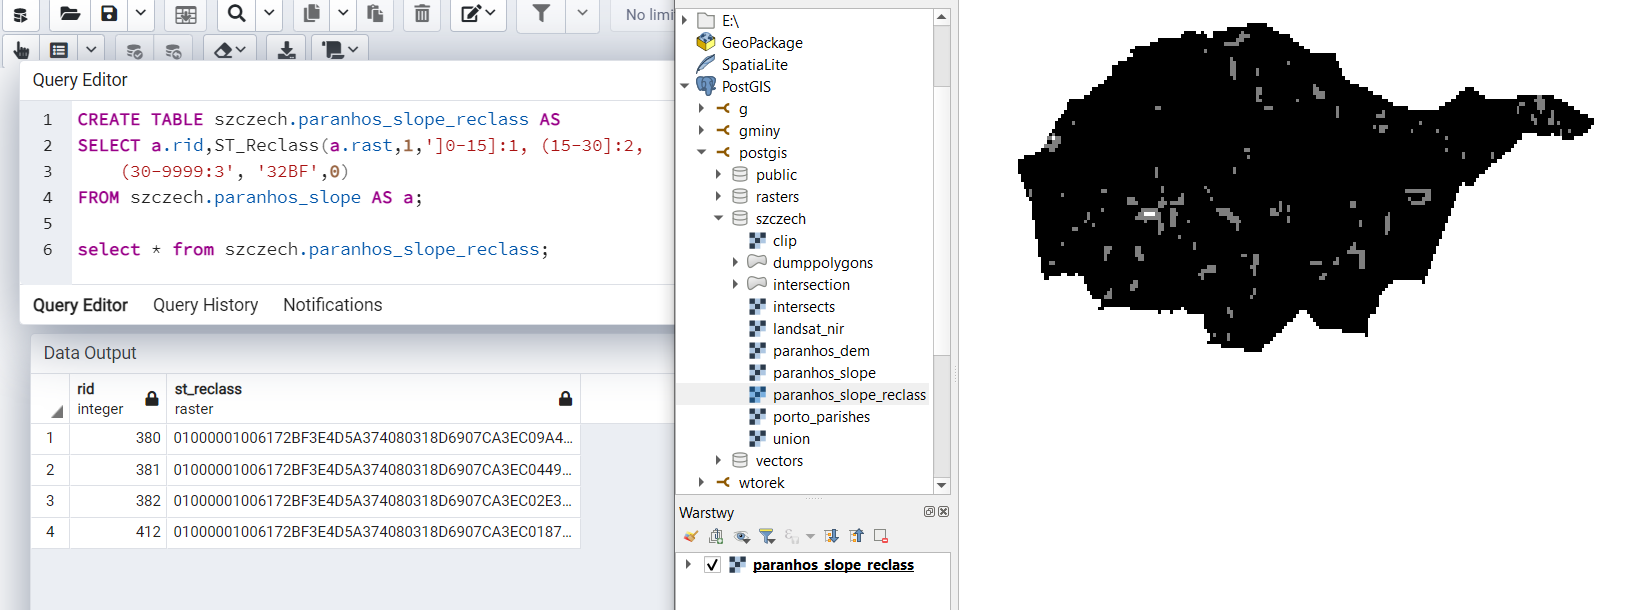 No limi
Query Editor
1 CREATE TABLE szczech.paranhos_slope_reclass AS
2 SELECT a.rid,ST_Reclass(a.rast,1,']0-15]:1, (15-30]:2,
3 (30-9999:3', '32BF',0)
4 FROM szczech.paranhos_slope AS a;
5
6 select * from szczech.paranhos_slope_reclass;
Query Editor Query History Notifications
Data Output
rid
integer
st_reclass
raster
1 380 01000001006172BF3E4D5A374080318D6907CA3EC09A4...
2 381 01000001006172BF3E4D5A374080318D6907CA3EC0449...
3 382 01000001006172BF3E4D5A374080318D6907CA3EC02E3...
4 412 01000001006172BF3E4D5A374080318D6907CA3EC0187...
E:\
GeoPackage
SpatiaLite
PostGIS
g
gminy
postgis
public
rasters
szczech
clip
dumppolygons
intersection
intersects
landsat_nir
paranhos_dem
paranhos_slope
paranhos_slope_reclass
porto_parishes
union
vectors
wtorek
Warstwy
paranhos_slope_reclass